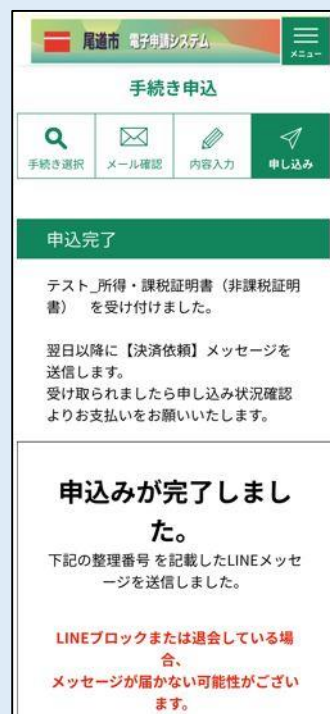 尾道市 電子申請システム
メニュー
手続き申込
手続き選択
メール確認
内容入力
申し込み
申込完了
テスト_所得・課税証明書（非課税証明
書）　を受け付けました。
翌日以降に【決済依頼】メッセージを
送信します。
受け取られましたら申し込み状況確認
よりお支払いをお願いいたします。
申込みが完了しまし
た。
下記の整理番号 を記載したLINEメッセ
ージを送信しました。
LINEブロックまたは退会している場
合、
メッセージが届かない可能性がござい
ます。